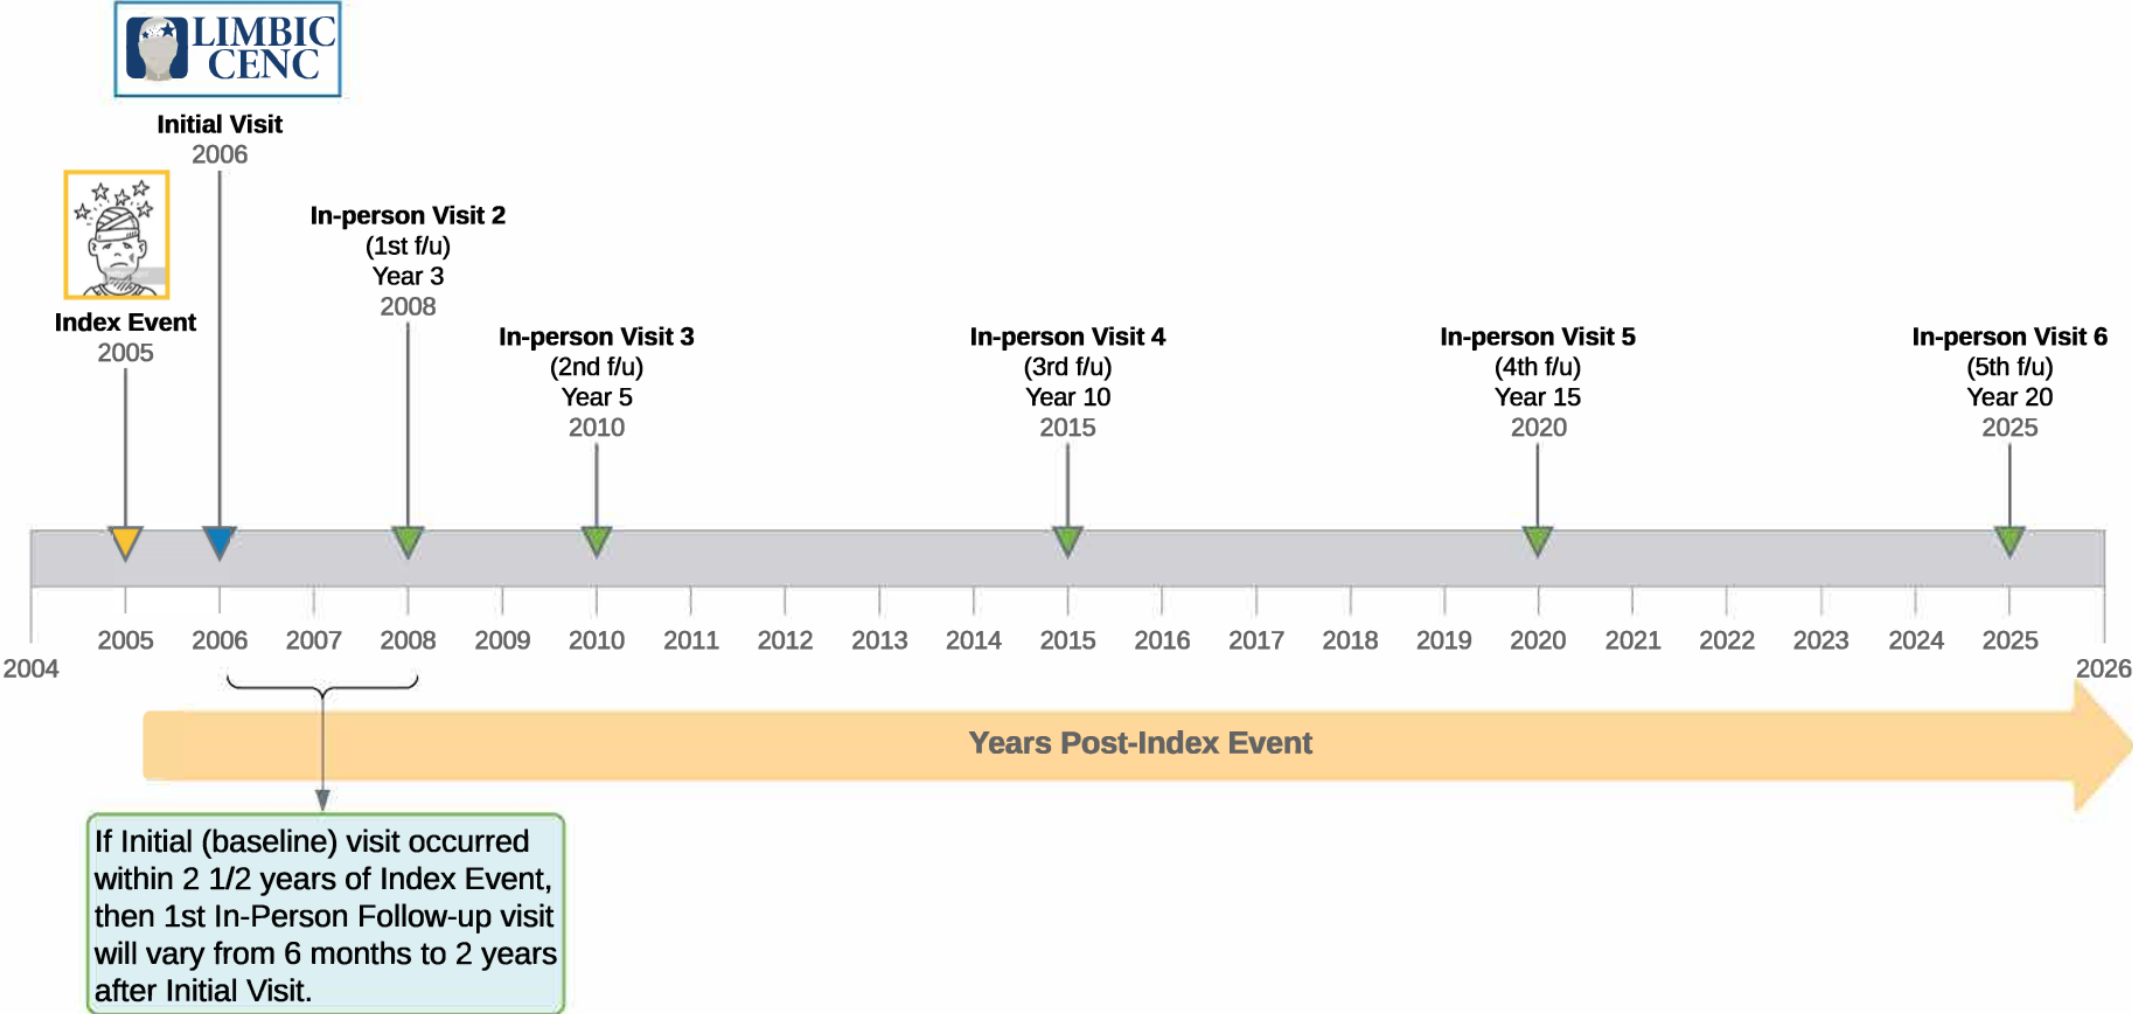 LIMBIC
CENC
Initial Visit
2006
Index Event
2005
In-person Visit 2
(1st f/u)
Year 3
2008
In-person Visit 3
(2nd f/u)
Year 5
2010
In-person Visit 4
(3rd f/u)
Year 10
2015
In-person Visit 5
(4th f/u)
Year 15
2020
In-person Visit 6
(5th f/u)
Year 20
2025
2004 2005 2006 2007 2008 2009 2010 2011 2012 2013 2014 2015 2016 2017 2018 2019 2020 2021 2022 2023 2024 2025 2026
Years Post-Index Event
If Initial (baseline) visit occurred
within 2 1/2 years of Index Event,
then 1st In-Person Follow-up visit
will vary from 6 months to 2 years
after Initial Visit.